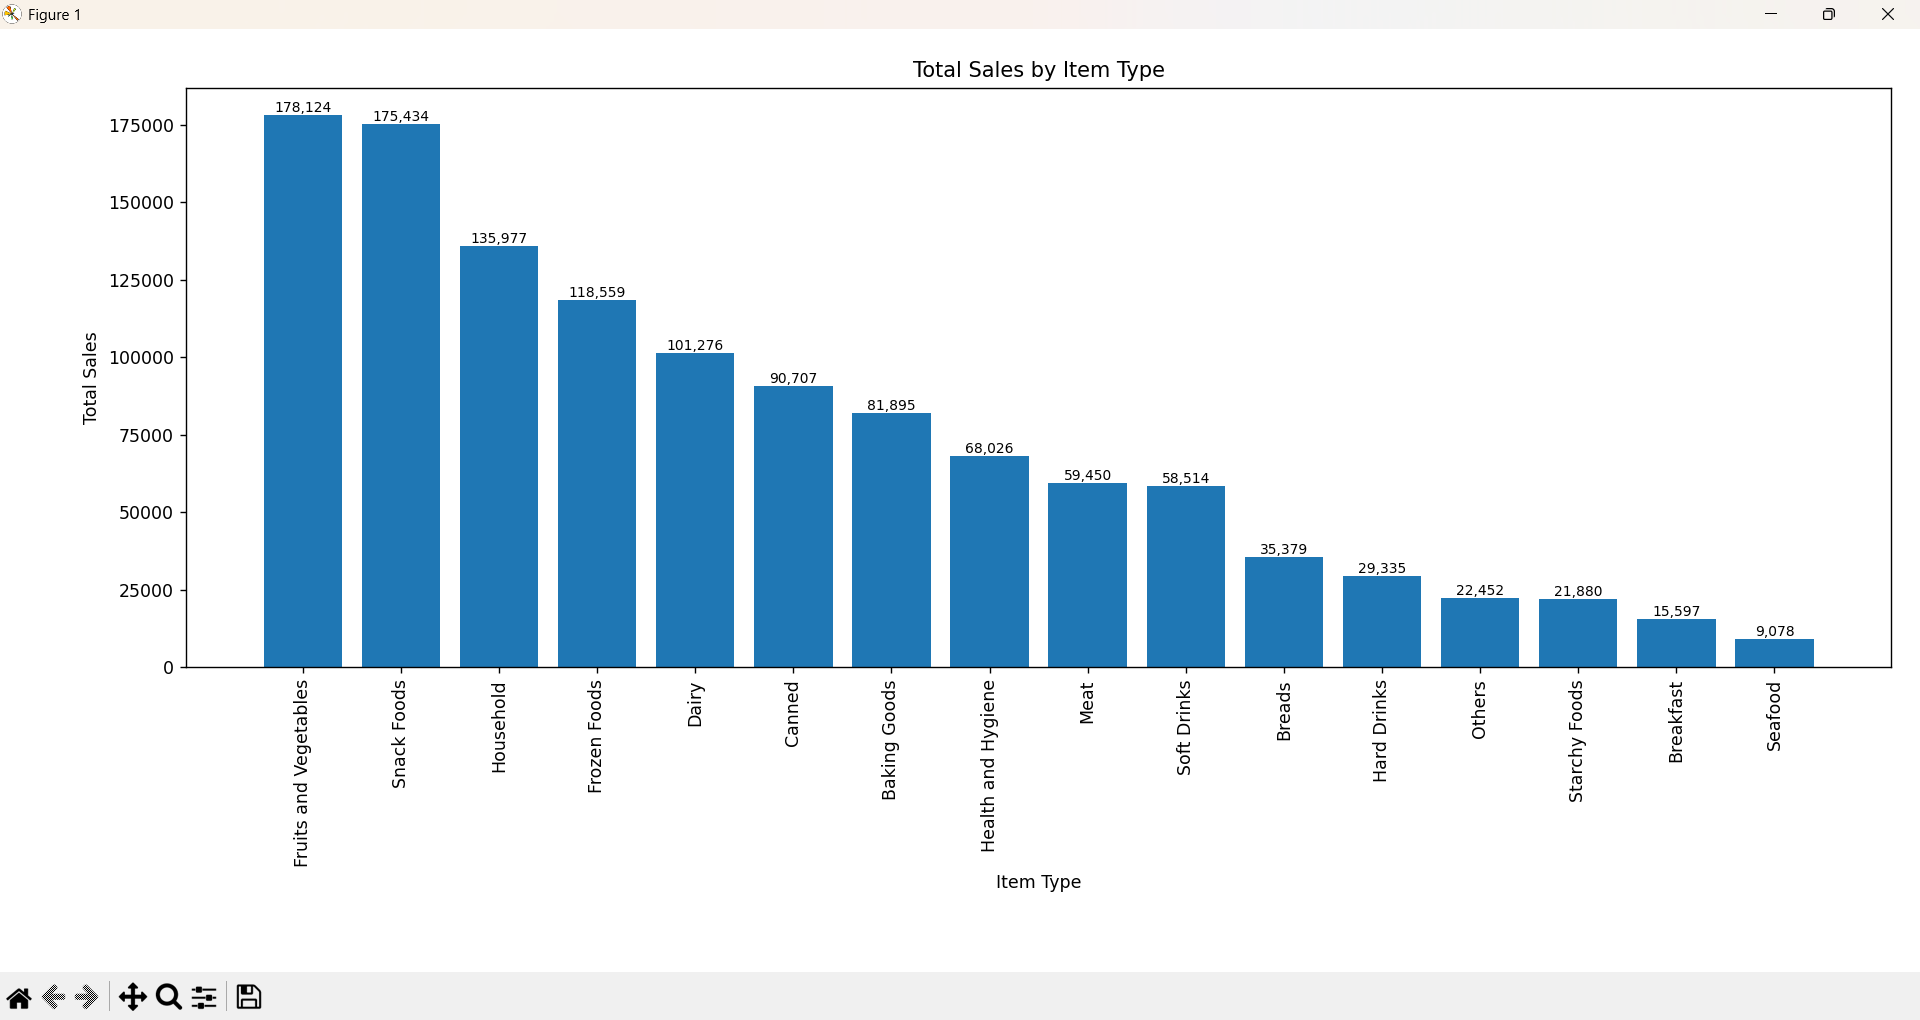 Figure 1
Total Sales by Item Type
178,124
175,434
135,977
118,559
101,276
90,707
81,895
68,026
59,450
58,514
35,379
29,335
22,452
21,880
15,597
9,078
175000
150000
125000
100000
75000
50000
25000
0
Total Sales
Fruits and Vegetables
Snack Foods
Household
Frozen Foods
Dairy
Canned
Baking Goods
Health and Hygiene
Meat
Soft Drinks
Breads
Hard Drinks
Others
Starchy Foods
Breakfast
Seafood
Item Type